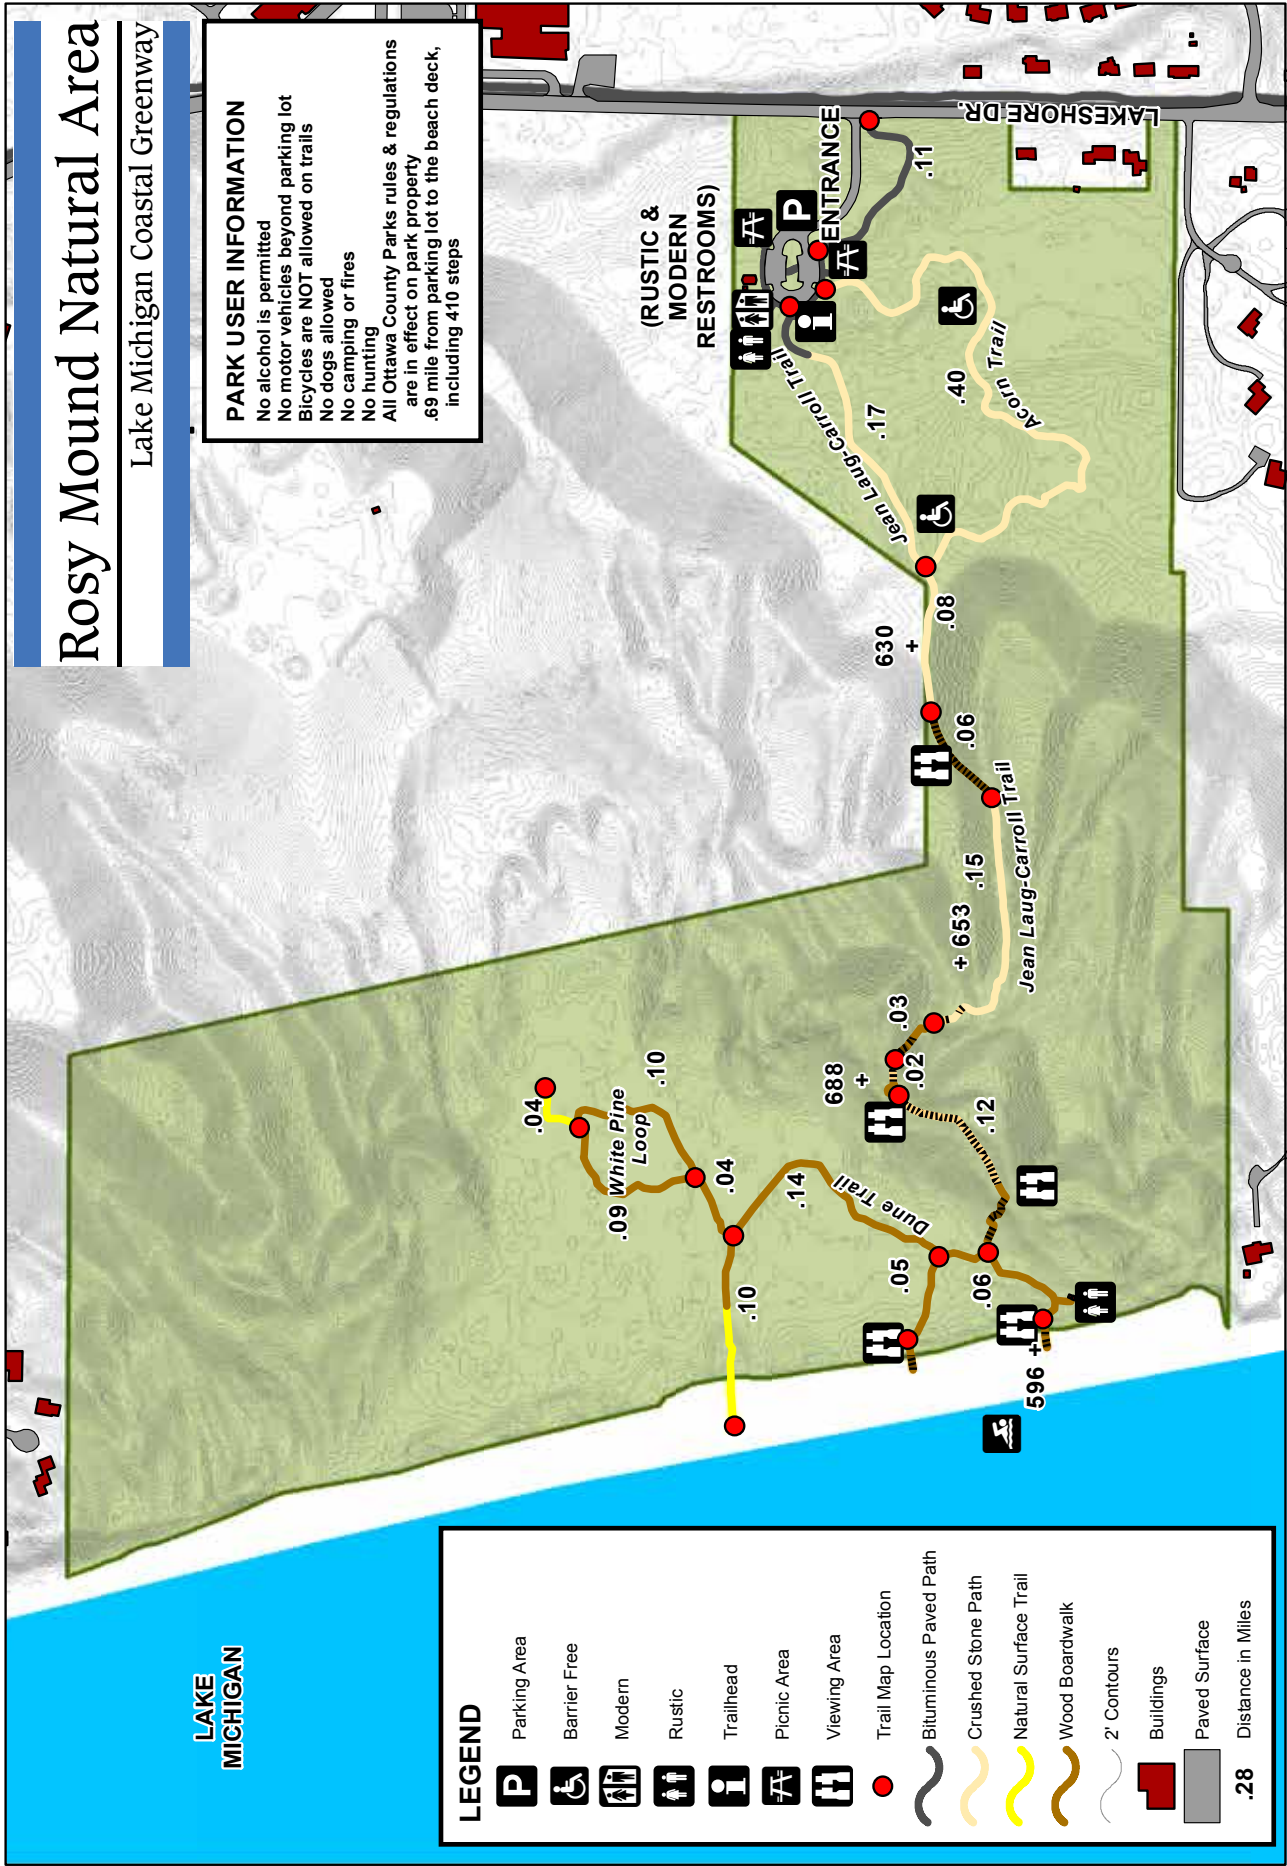 Rosy Mound Natural Area
Lake Michigan Coastal Greenway
PARK USER INFORMATION
No alcohol is permitted
No motor vehicles beyond parking lot
Bicycles are NOT allowed on trails
No dogs allowed
No camping or fires
No hunting
All Ottawa County Parks rules & regulations
are in effect on park property
.69 mile from parking lot to the beach deck,
including 410 steps
LAKE
MICHIGAN
(RUSTIC &
MODERN
RESTROOMS)
P
i
ENTRANCE
LAKESHORE DR.
.11
Jean Laug-Carroll Trail
.17
.40
Acorn Trail
.08
630
+
.06
.15
+ 653
Jean Laug-Carroll Trail
.03
.02
688
+
.12
.04
.10
White Pine
Loop
.09
.04
.14
Dune Trail
.10
.05
.06
596 +
LEGEND
P Parking Area
Barrier Free
Modern
Rustic
i Trailhead
Picnic Area
Viewing Area
Trail Map Location
Bituminous Paved Path
Crushed Stone Path
Natural Surface Trail
Wood Boardwalk
2' Contours
Buildings
Paved Surface
.28 Distance in Miles